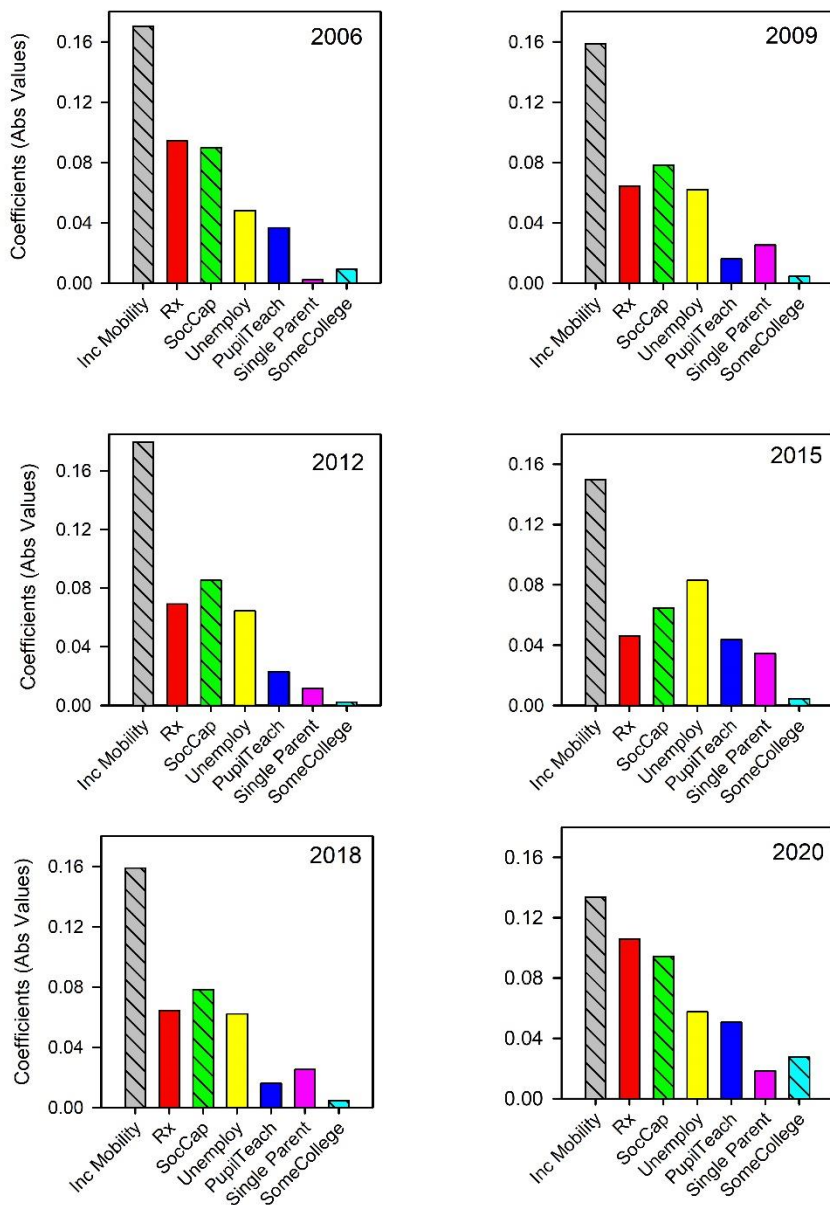 2006
Coefficients (Abs Values)
0.16
0.12
0.08
0.04
0.00
Inc Mobility
Rx
SocCap
Unemploy
PupilTeach
Single Parent
SomeCollege
2009
0.16
0.12
0.08
0.04
0.00
Inc Mobility
Rx
SocCap
Unemploy
PupilTeach
Single Parent
SomeCollege
2012
Coefficients (Abs Values)
0.16
0.12
0.08
0.04
0.00
Inc Mobility
Rx
SocCap
Unemploy
PupilTeach
Single Parent
SomeCollege
2015
0.16
0.12
0.08
0.04
0.00
Inc Mobility
Rx
SocCap
Unemploy
PupilTeach
Single Parent
SomeCollege
2018
Coefficients (Abs Values)
0.16
0.12
0.08
0.04
0.00
Inc Mobility
Rx
SocCap
Unemploy
PupilTeach
Single Parent
SomeCollege
2020
0.16
0.12
0.08
0.04
0.00
Inc Mobility
Rx
SocCap
Unemploy
PupilTeach
Single Parent
SomeCollege